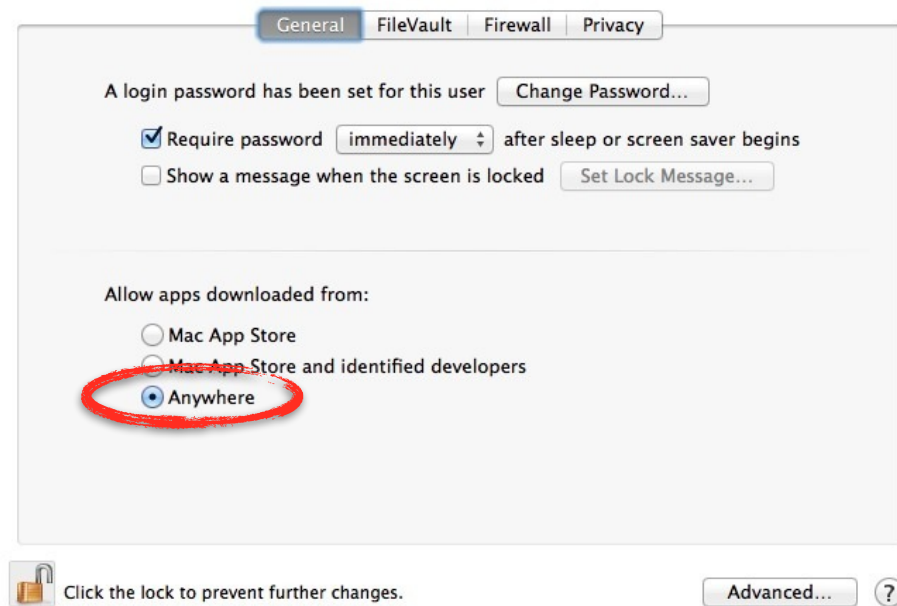 General FileVault Firewall Privacy
A login password has been set for this user Change Password...
Require password immediately after sleep or screen saver begins
Show a message when the screen is locked Set Lock Message...
Allow apps downloaded from:
Mac App Store
Mac App Store and identified developers
Anywhere
Click the lock to prevent further changes. Advanced... ?